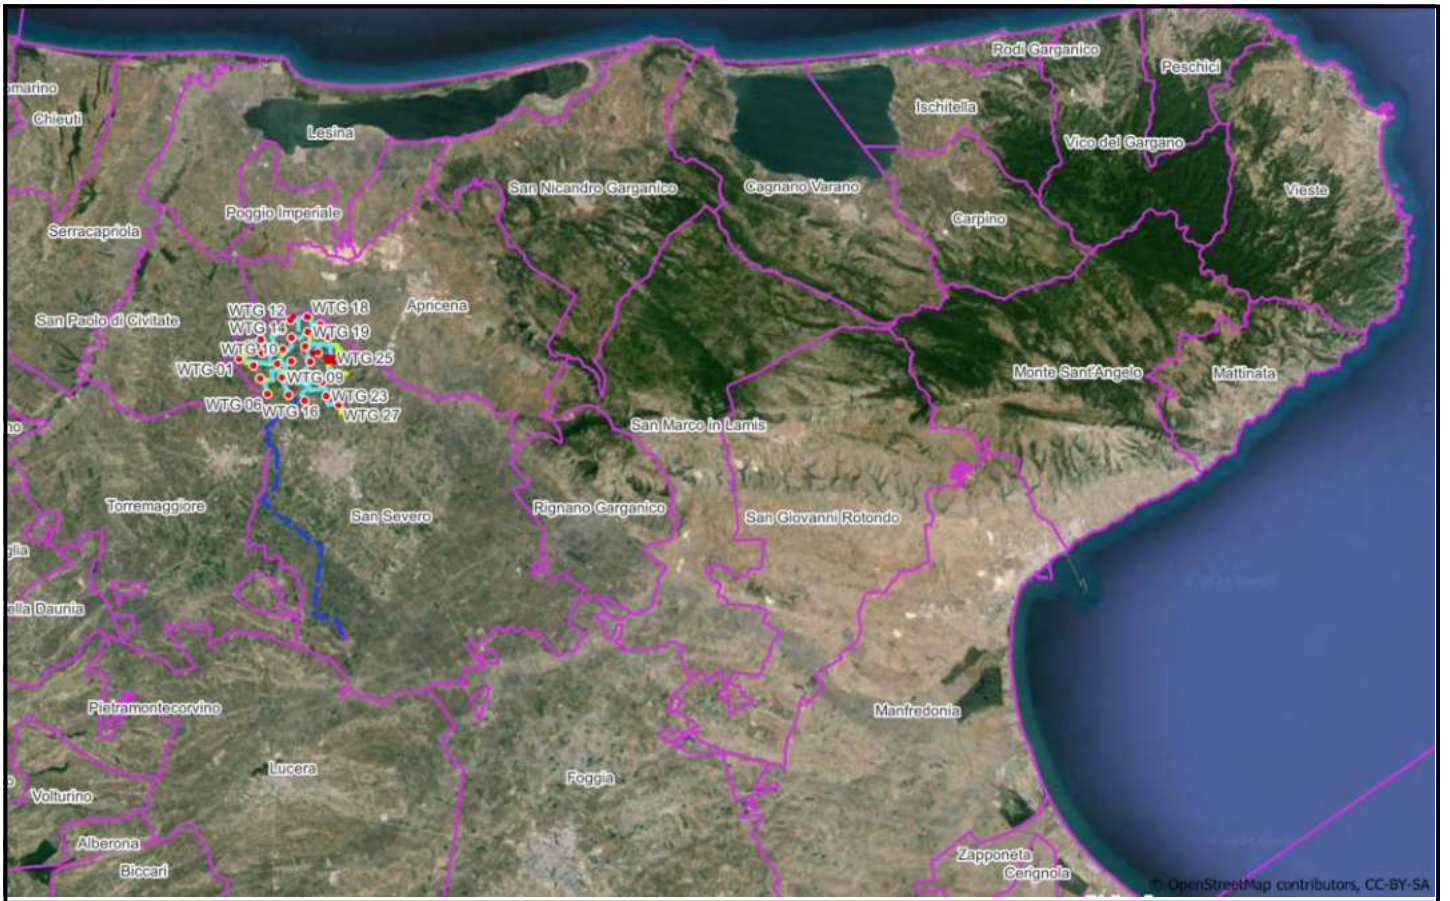 Rodi Garganico
Peschici
omarino
Chieuti
Ischitella
Lesina
Vico del Gargano
San Nicandro Garganico
Cagnano Varano
Vieste
Poggio Imperiale
Carpino
Serracapriola
Apricena
WTG 12
WTG 18
San Paolo di Civitate
WTG 14
WTG 19
WTG 10
WTG 25
WTG 01
Monte Sant'Angelo
Mattinata
WTG 09
WTG 06
WTG 16
WTG 23
WTG 27
no
San Marco in Lamis
Torremaggiore
San Severo
Rignano Garganico
San Giovanni Rotondo
glia
ella Daunia
Pietramontecorvino
Manfredonia
Lucera
Foggia
Volturino
Alberona
Biccari
Zapponeta
Cerignola
© OpenStreetMap contributors, CC-BY-SA